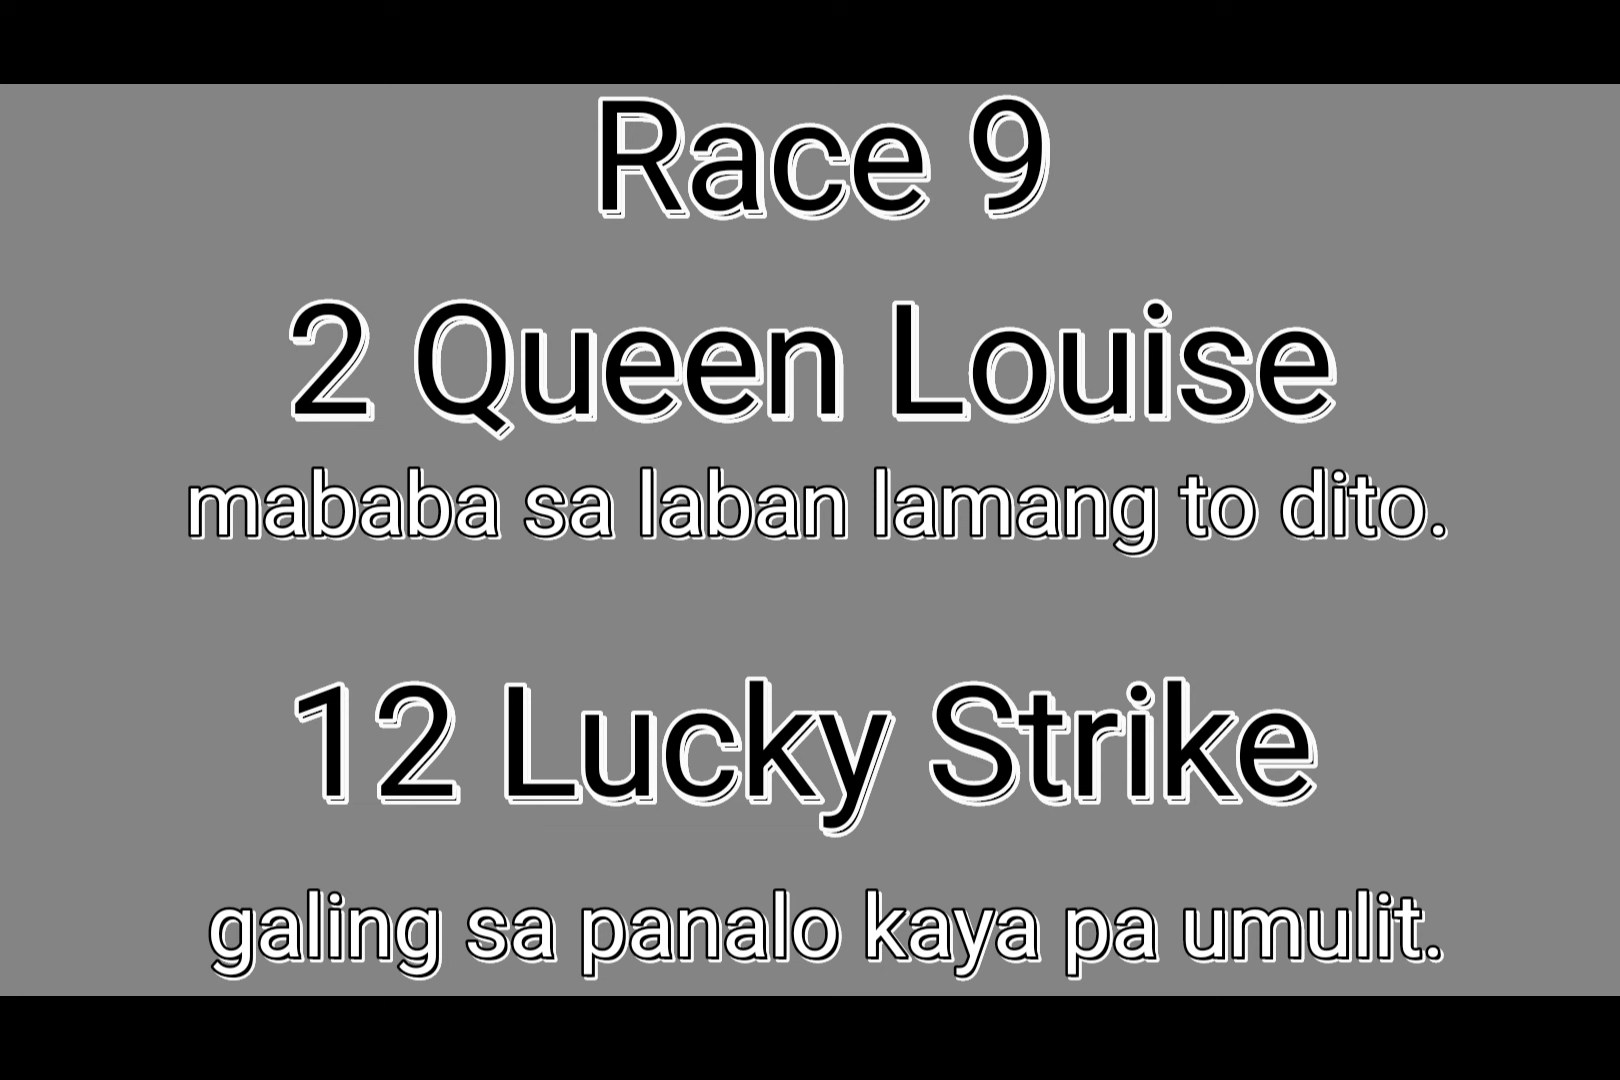 Race 9
2 Queen Louise
mababa sa laban lamang to dito.
12 Lucky Strike
galing sa panalo kaya pa umulit.